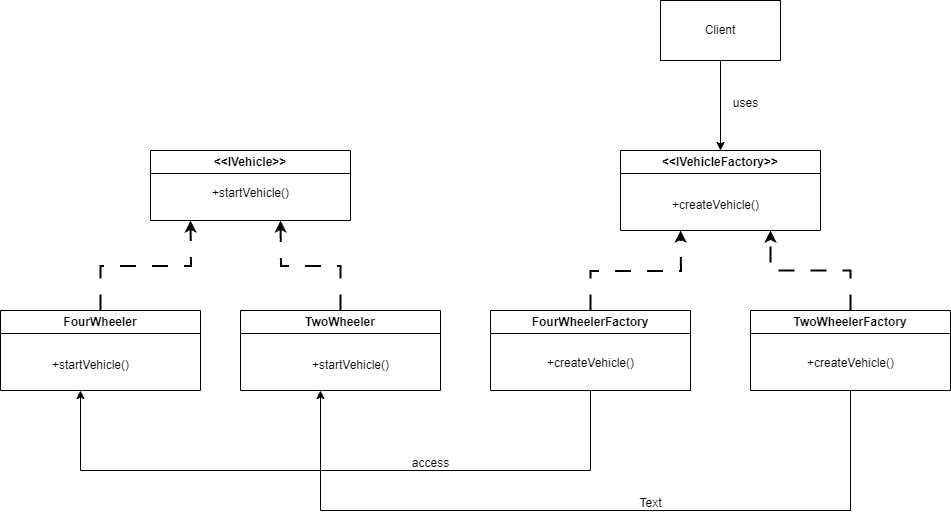 Client
uses
<<IVehicle>>
+startVehicle()
<<IVehicleFactory>>
+createVehicle()
FourWheeler
+startVehicle()
TwoWheeler
+startVehicle()
FourWheelerFactory
+createVehicle()
TwoWheelerFactory
+createVehicle()
access
Text